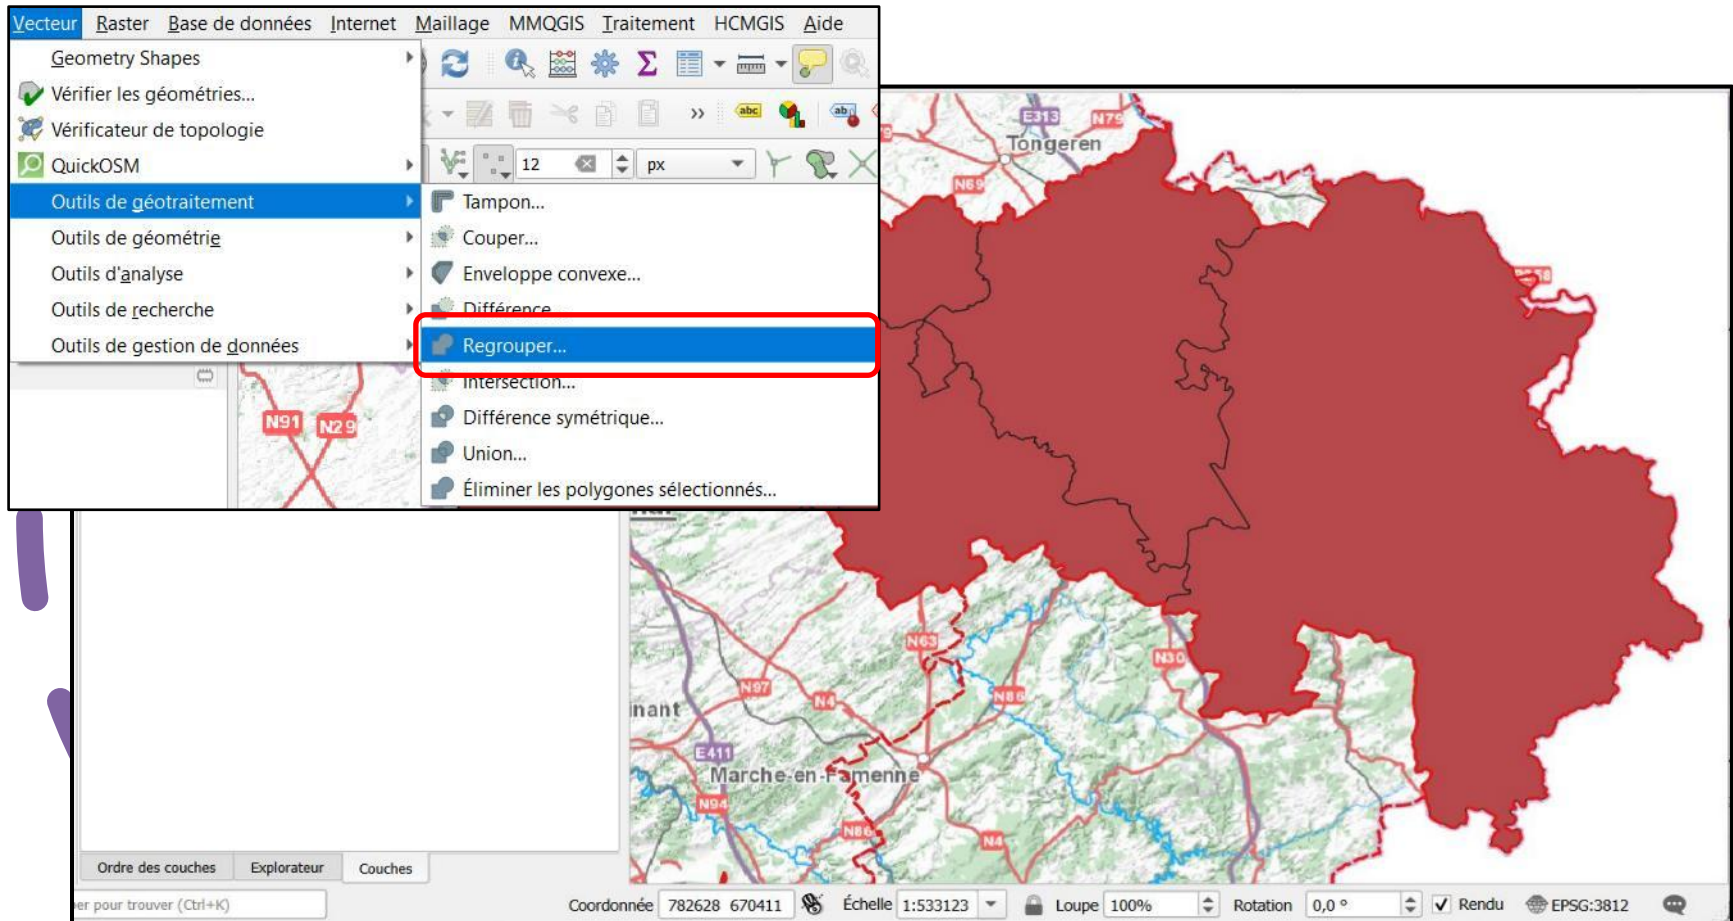 Vecteur Raster Base de données Internet Maillage MMQGIS Traitement HCMGIS Aide
Geometry Shapes
Vérifier les géométries...
Vérificateur de topologie
QuickOSM
Outils de géotraitement
Outils de géométrie
Outils d'analyse
Outils de recherche
Outils de gestion de données
abc
12 px
Tampon...
Couper...
Enveloppe convexe...
Différence
Regrouper...
Intersection...
Différence symétrique...
Union...
Éliminer les polygones sélectionnés...
E313 N79
Tongeren
N69
N91 N29
N63
N30
N97 N4 N86
inant
E411
Marche-en-Famenne
N94
N86
N4
Ordre des couches Explorateur Couches
er pour trouver (Ctrl+K)
Coordonnée 782628 670411 Échelle 1:533123 Loupe 100% Rotation 0,0 ° Rendu EPSG:3812